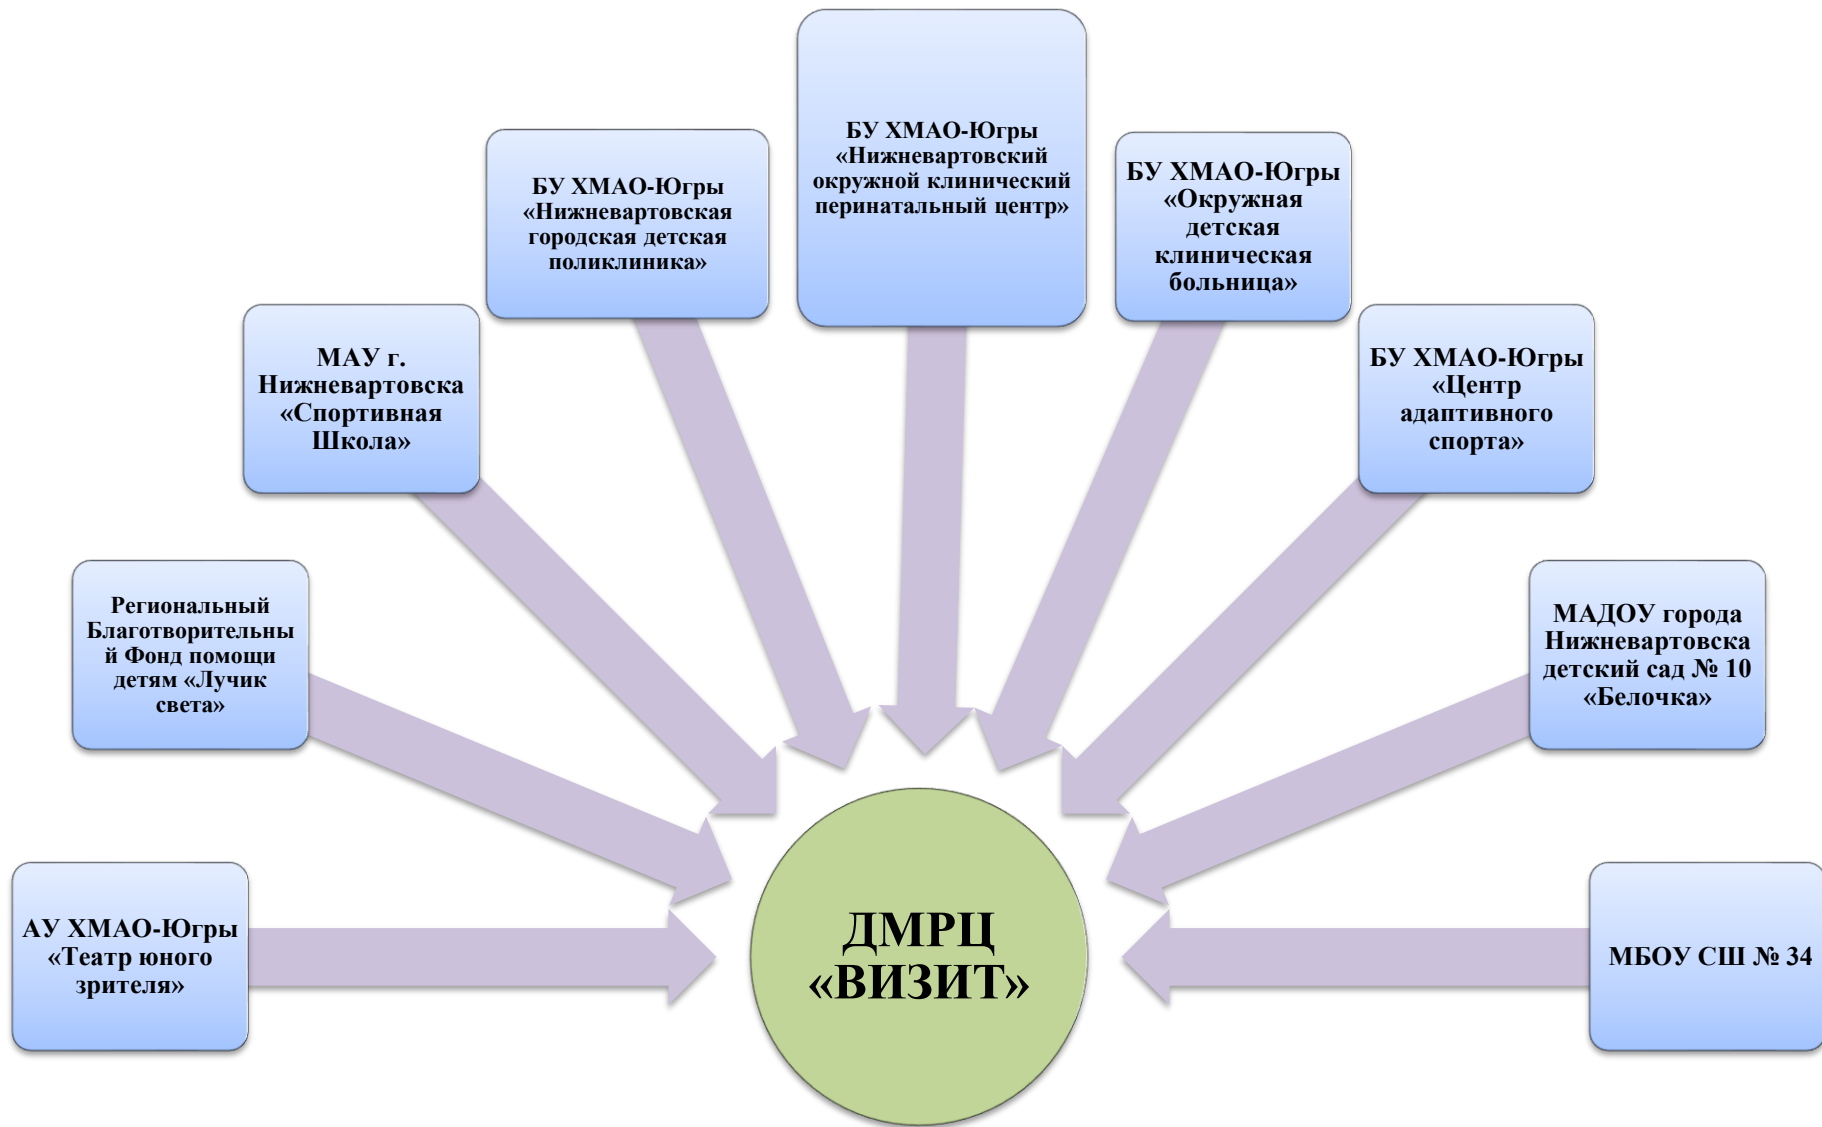 БУ ХМАО-Югры
«Нижневартовский
окружной клинический
перинатальный центр»
БУ ХМАО-Югры
«Нижневартовская
городская детская
поликлиника»
БУ ХМАО-Югры
«Окружная
детская
клиническая
больница»
МАУ г.
Нижневартовска
«Спортивная
Школа»
БУ ХМАО-Югры
«Центр
адаптивного
спорта»
Региональный
Благотворительны
й Фонд помощи
детям «Лучик
света»
МАДОУ города
Нижневартовска
детский сад № 10
«Белочка»
АУ ХМАО-Югры
«Театр юного
зрителя»
ДМРЦ
«ВИЗИТ»
МБОУ СШ № 34